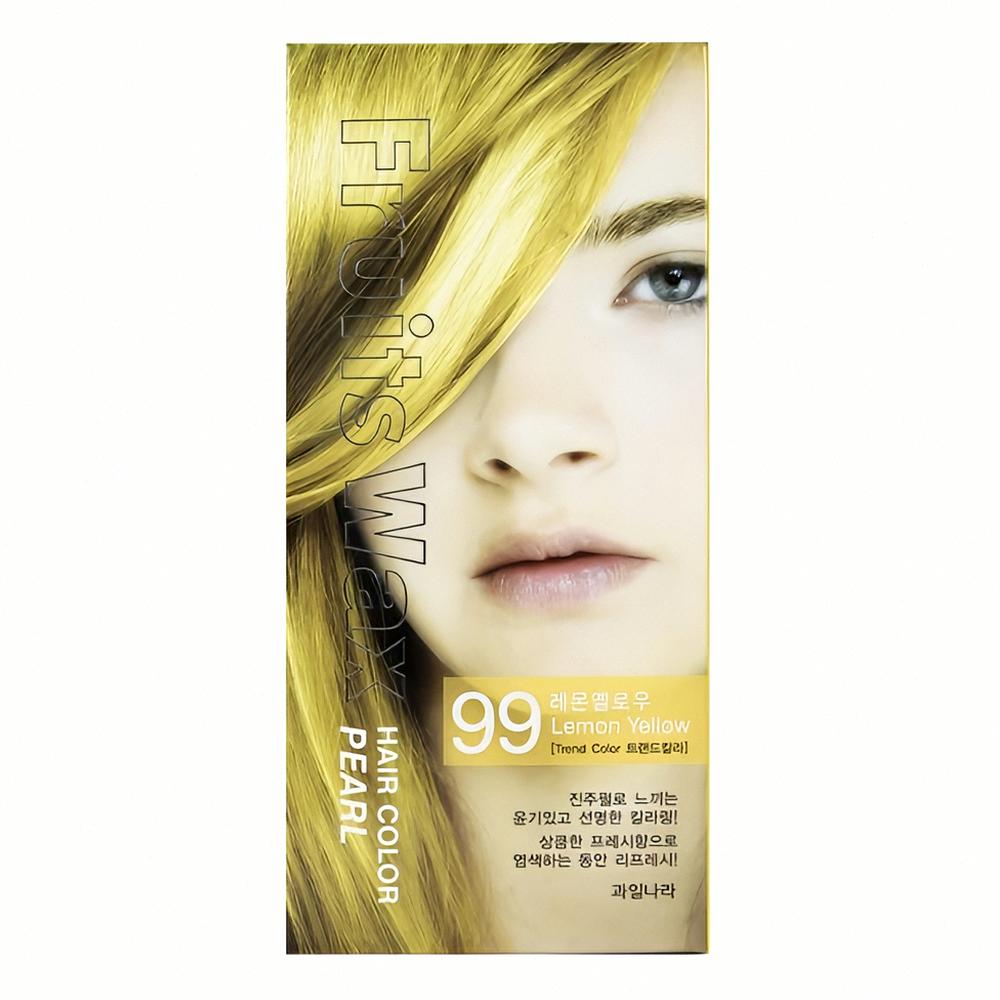 Fruits Wax
HAIR COLOR
PEARL
99
레몬옐로우
Lemon Yellow
[Trend Color 트랜드칼라]
진주펄로 느끼는
윤기있고 선명한 컬러링!
상큼한 프레시향으로
염색하는 동안 리프레시!
과일나라